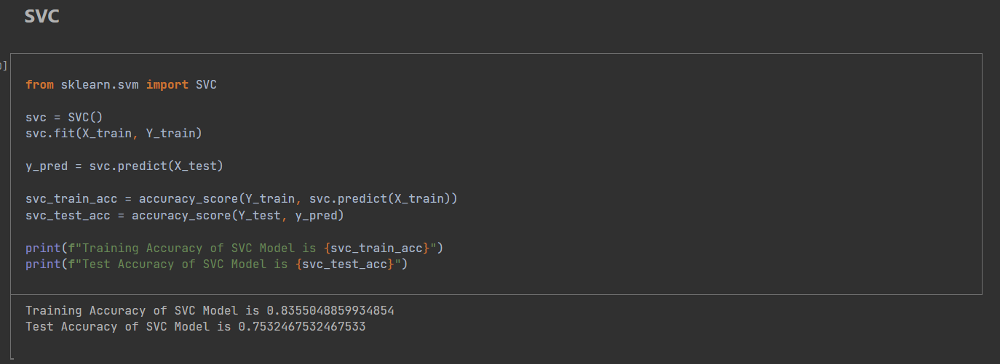 SVC
]
from sklearn.svm import SVC
svc = SVC()
svc.fit(X_train, Y_train)
y_pred = svc.predict(X_test)
svc_train_acc = accuracy_score(Y_train, svc.predict(X_train))
svc_test_acc = accuracy_score(Y_test, y_pred)
print(f"Training Accuracy of SVC Model is {svc_train_acc}")
print(f"Test Accuracy of SVC Model is {svc_test_acc}")
Training Accuracy of SVC Model is 0.8355048859934854
Test Accuracy of SVC Model is 0.7532467532467533